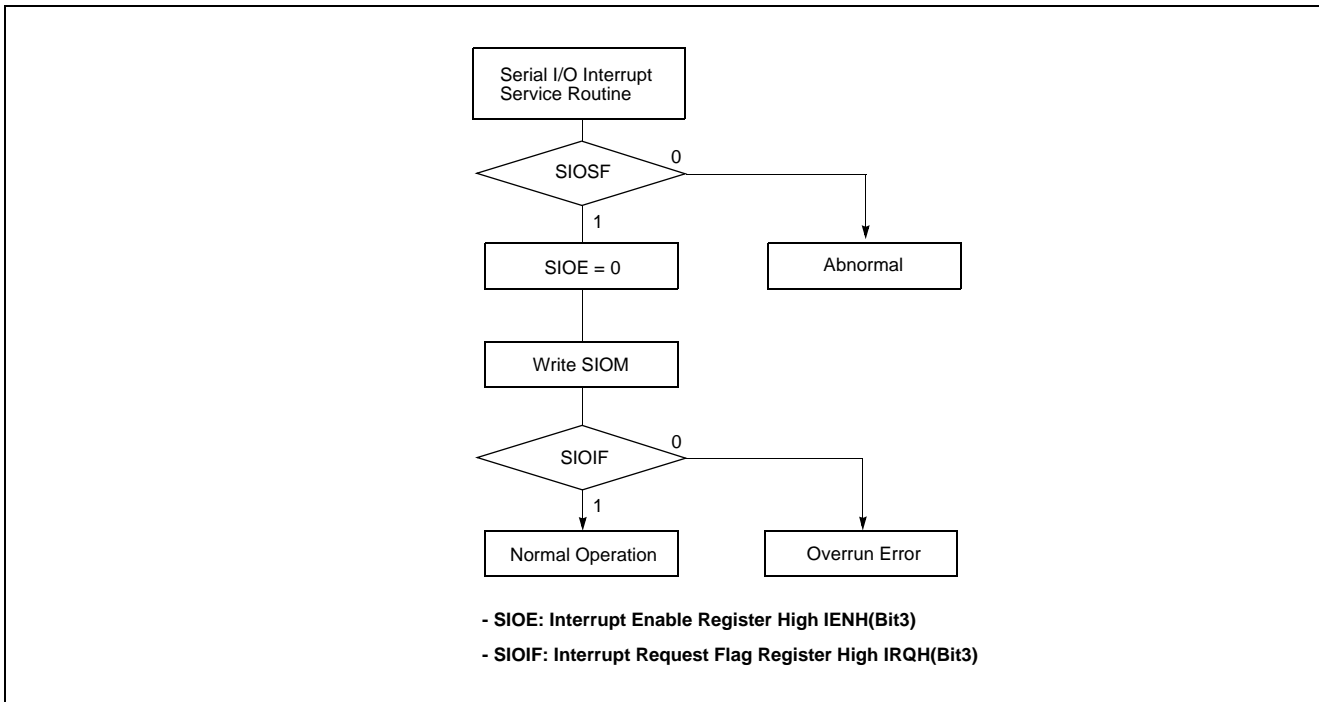 Serial I/O Interrupt
Service Routine
SIOSF
0
1
SIOE = 0
Abnormal
Write SIOM
SIOIF
0
1
Normal Operation
Overrun Error
- SIOE: Interrupt Enable Register High IENH(Bit3)
- SIOIF: Interrupt Request Flag Register High IRQH(Bit3)